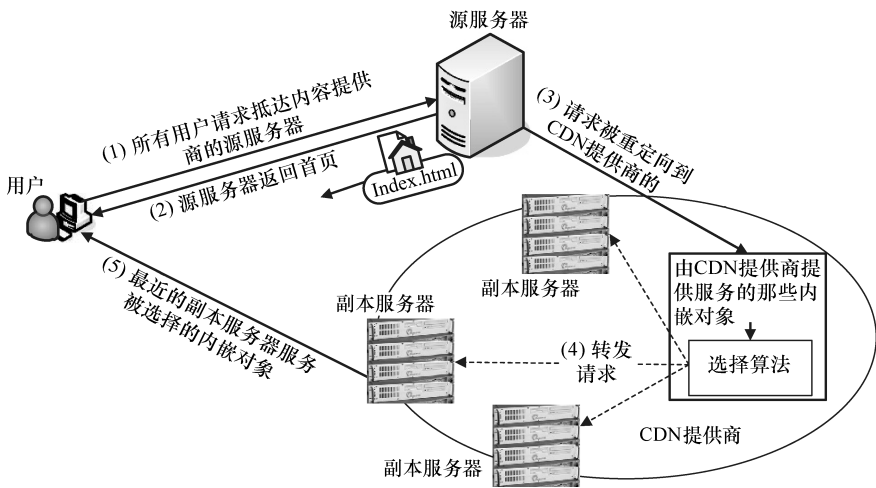 源服务器
(1) 所有用户请求抵达内容提供
商的源服务器
(2) 源服务器返回首页
Index.html
(3) 请求被重定向到
CDN提供商的
用户
(5) 最近的副本服务器服务
被选择的内嵌对象
副本服务器
副本服务器
由CDN提供商提
供服务的那些内
嵌对象
选择算法
(4) 转发
请求
CDN提供商
副本服务器